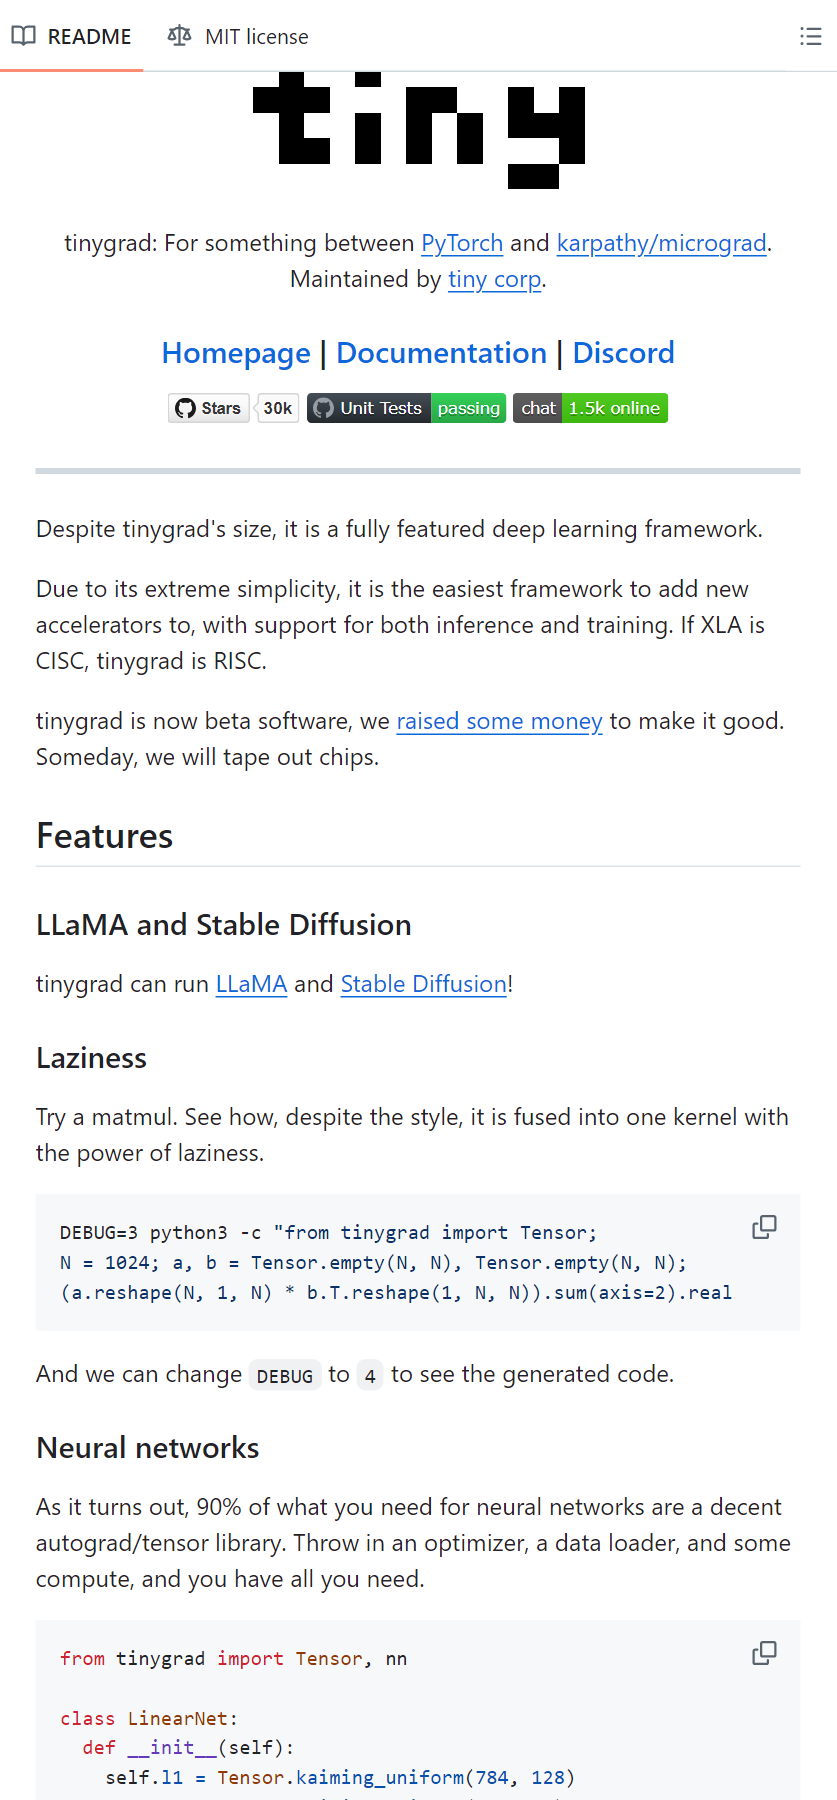 README MIT license
tiny
tinygrad: For something between PyTorch and karpathy/micrograd.
Maintained by tiny corp.
Homepage | Documentation | Discord
Stars 30k Unit Tests passing chat 1.5k online
Despite tinygrad's size, it is a fully featured deep learning framework.
Due to its extreme simplicity, it is the easiest framework to add new
accelerators to, with support for both inference and training. If XLA is
CISC, tinygrad is RISC.
tinygrad is now beta software, we raised some money to make it good.
Someday, we will tape out chips.
Features
LLaMA and Stable Diffusion
tinygrad can run LLaMA and Stable Diffusion!
Laziness
Try a matmul. See how, despite the style, it is fused into one kernel with
the power of laziness.
DEBUG=3 python3 -c "from tinygrad import Tensor;
N = 1024; a, b = Tensor.empty(N, N), Tensor.empty(N, N);
(a.reshape(N, 1, N) * b.T.reshape(1, N, N)).sum(axis=2).real
And we can change DEBUG to 4 to see the generated code.
Neural networks
As it turns out, 90% of what you need for neural networks are a decent
autograd/tensor library. Throw in an optimizer, a data loader, and some
compute, and you have all you need.
from tinygrad import Tensor, nn
class LinearNet:
def __init__(self):
self.l1 = Tensor.kaiming_uniform(784, 128)